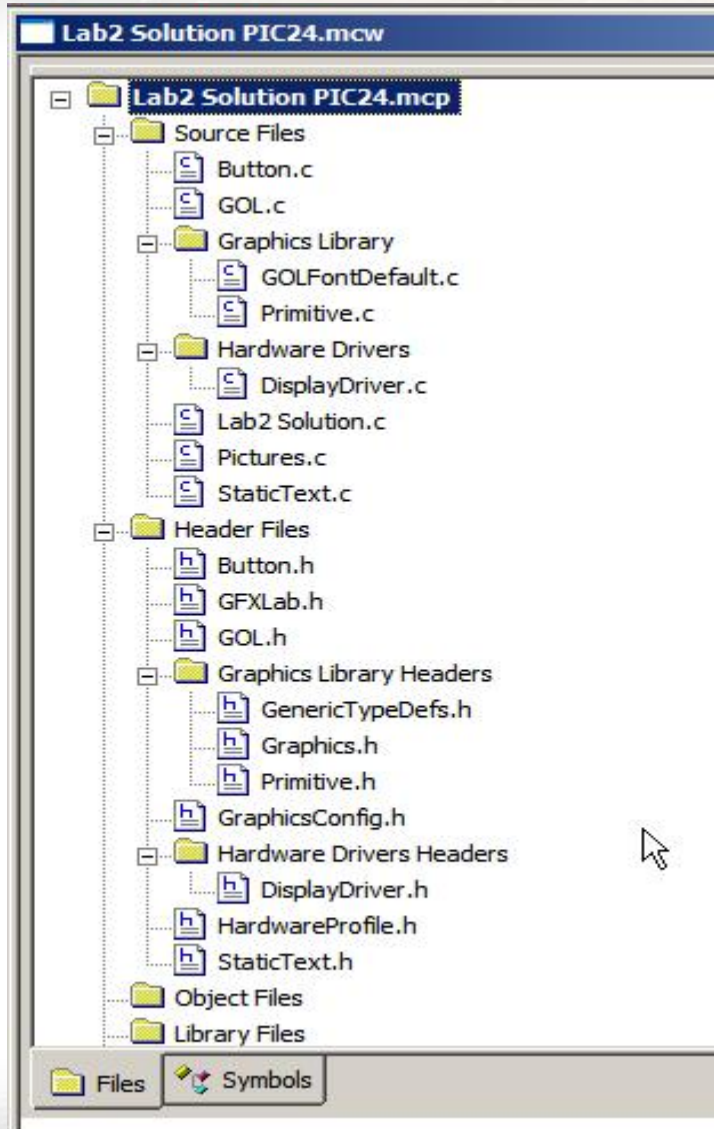 Lab2 Solution PIC24.mcw
Lab2 Solution PIC24.mcp
Source Files
Button.c
GOL.c
Graphics Library
GOLFontDefault.c
Primitive.c
Hardware Drivers
DisplayDriver.c
Lab2 Solution.c
Pictures.c
StaticText.c
Header Files
Button.h
GFXLab.h
GOL.h
Graphics Library Headers
GenericTypeDefs.h
Graphics.h
Primitive.h
GraphicsConfig.h
Hardware Drivers Headers
DisplayDriver.h
HardwareProfile.h
StaticText.h
Object Files
Library Files
Files Symbols